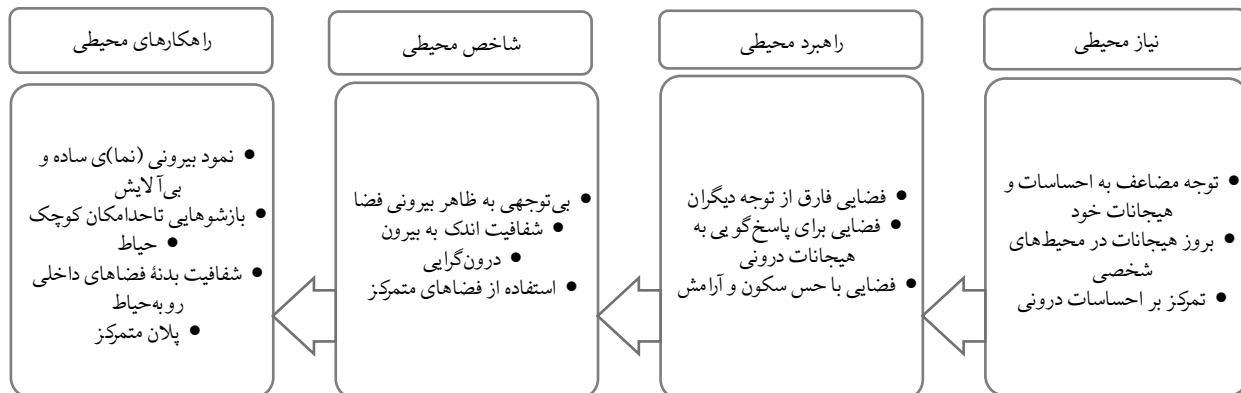 نیاز محیطی
● توجه مضاعف به احساسات و
هیجانات خود
● بروز هیجانات در محیط‌های
شخصی
● تمرکز بر احساسات درونی
راهبرد محیطی
● فضایی فارق از توجه دیگران
● فضایی برای پاسخ‌گویی به
هیجانات درونی
● فضایی با حس سکون و آرامش
شاخص محیطی
● بی‌توجهی به ظاهر بیرونی فضا
● شفافیت اندک به بیرون
● درون‌گرایی
● استفاده از فضاهای متمرکز
راهکارهای محیطی
● نمود بیرونی (نما)ی ساده و
بی‌آلایش
● بازشوهایی تاحدامکان کوچک
● حیاط
● شفافیت بدنۀ فضاهای داخلی
روبه‌حیاط
● پلان متمرکز